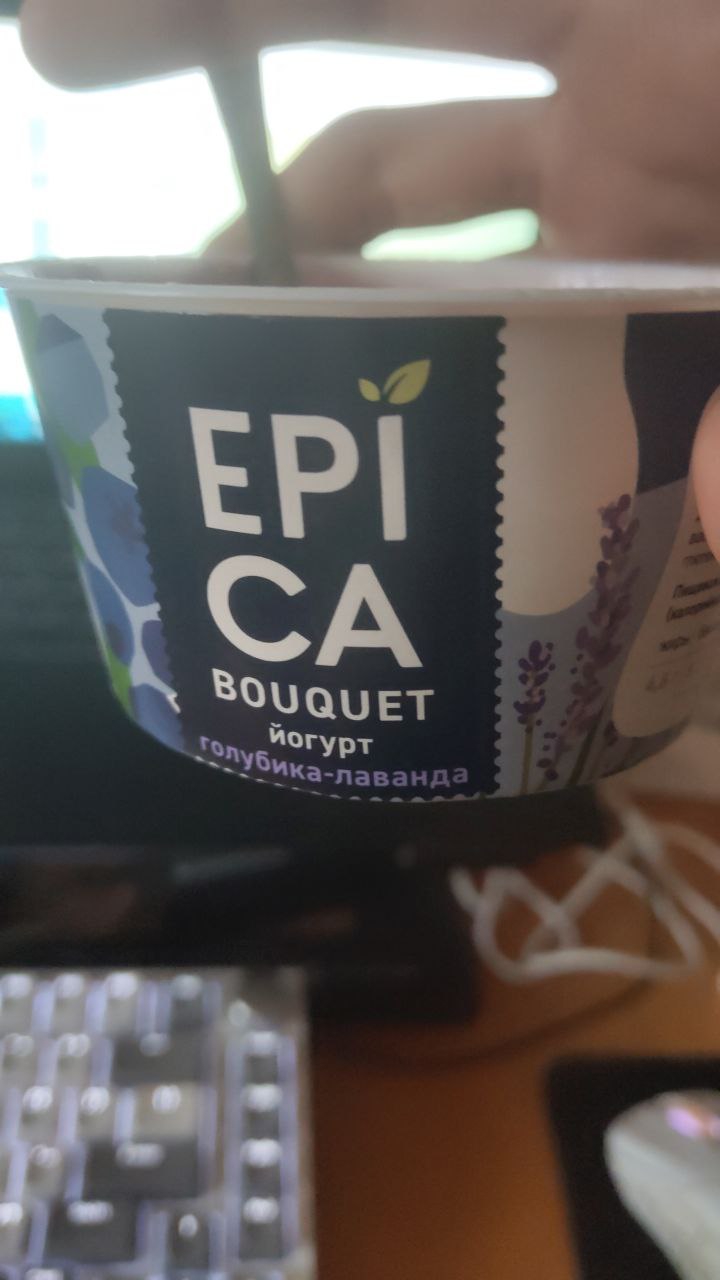 EPI
CA
BOUQUET
йогурт
голубика-лаванда